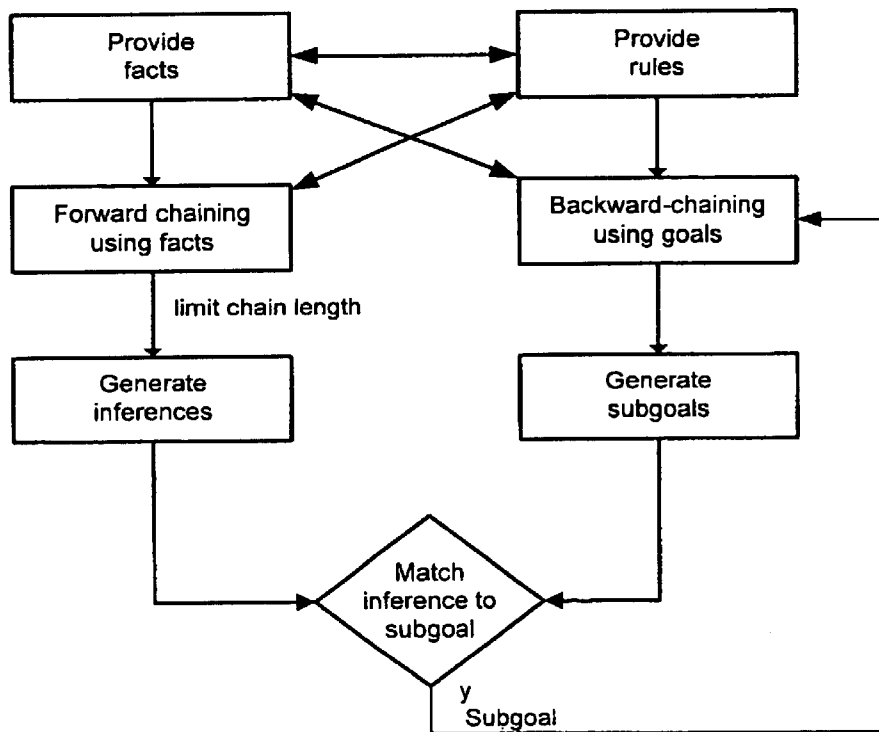 Provide
facts
Provide
rules
Forward chaining
using facts
Backward-chaining
using goals
limit chain length
Generate
inferences
Generate
subgoals
Match
inference to
subgoal
y
Subgoal